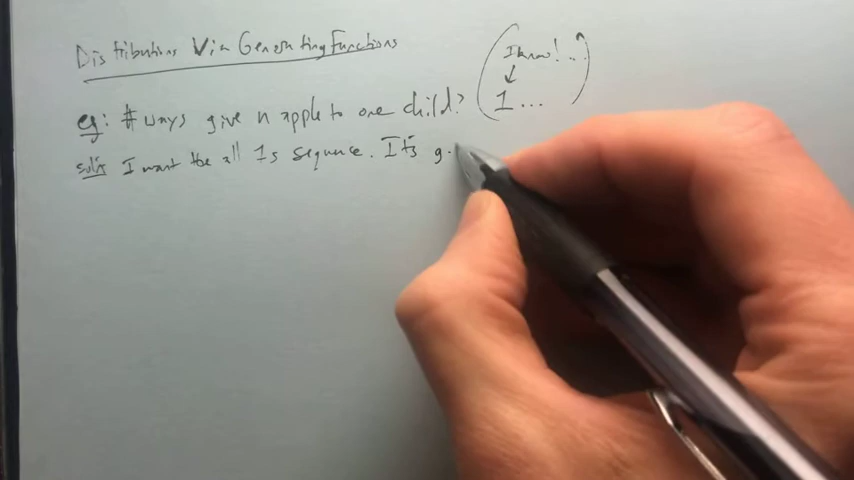 Distributions Via Generating Functions
eg: # ways give n apple to one child? (I know! ...
1 ...)
sol'n I want the all 1s sequence. It's g.